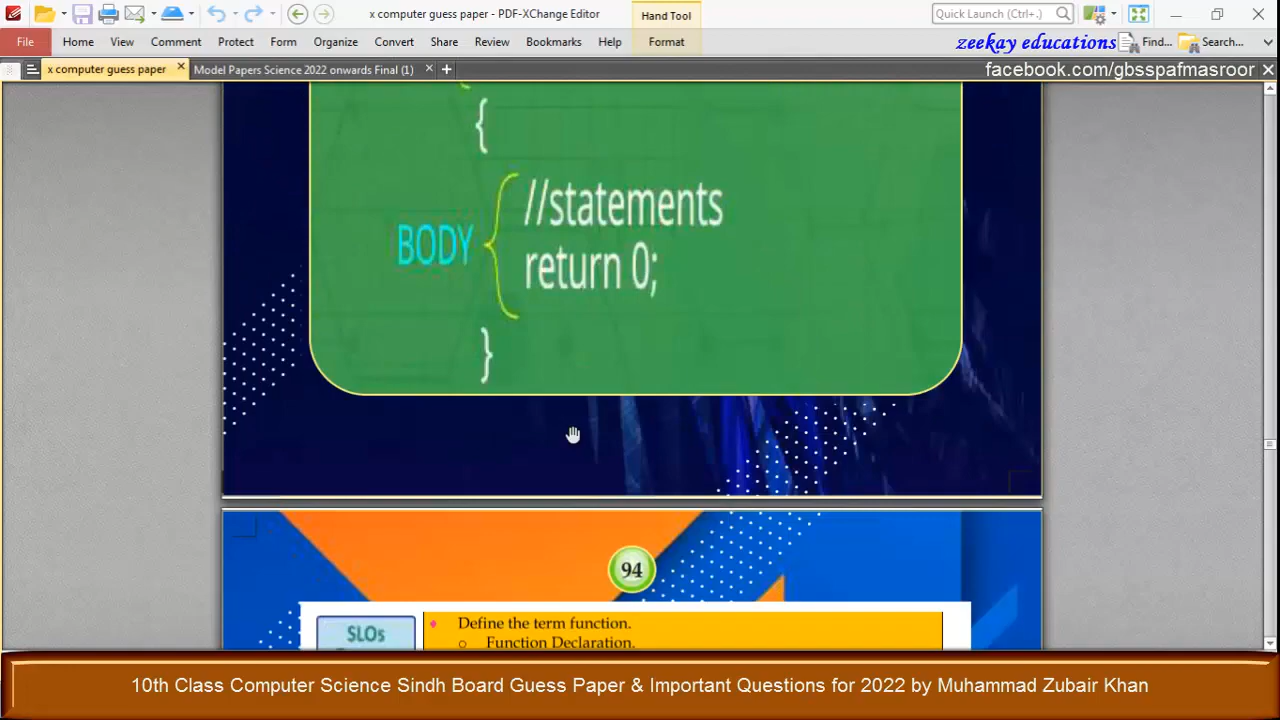 x computer guess paper - PDF-XChange Editor
Hand Tool
Quick Launch (Ctrl+.)
File Home View Comment Protect Form Organize Convert Share Review Bookmarks Help Format
zeekay educations
Find...
Search...
x computer guess paper
Model Papers Science 2022 onwards Final (1)
facebook.com/gbsspafmasroor
{
//statements
BODY
return 0;
}
94
SLOs
Define the term function.
Function Declaration.
10th Class Computer Science Sindh Board Guess Paper & Important Questions for 2022 by Muhammad Zubair Khan